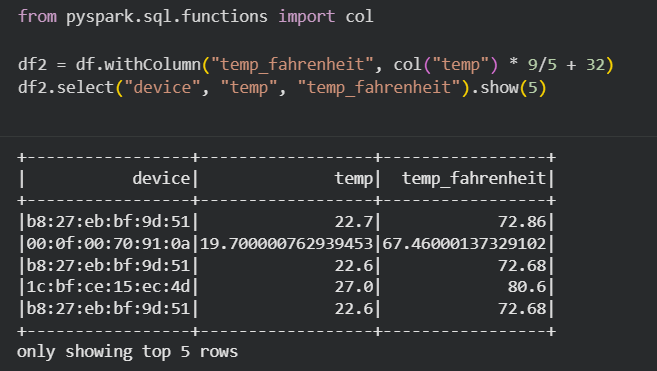 from pyspark.sql.functions import col
df2 = df.withColumn("temp_fahrenheit", col("temp") * 9/5 + 32)
df2.select("device", "temp", "temp_fahrenheit").show(5)
+-----------------+------------------+-----------------+
|           device|              temp|  temp_fahrenheit|
+-----------------+------------------+-----------------+
|b8:27:eb:bf:9d:51|              22.7|            72.86|
|00:0f:00:70:91:0a|19.700000762939453|67.46000137329102|
|b8:27:eb:bf:9d:51|              22.6|            72.68|
|1c:bf:ce:15:ec:4d|              27.0|             80.6|
|b8:27:eb:bf:9d:51|              22.6|            72.68|
+-----------------+------------------+-----------------+
only showing top 5 rows